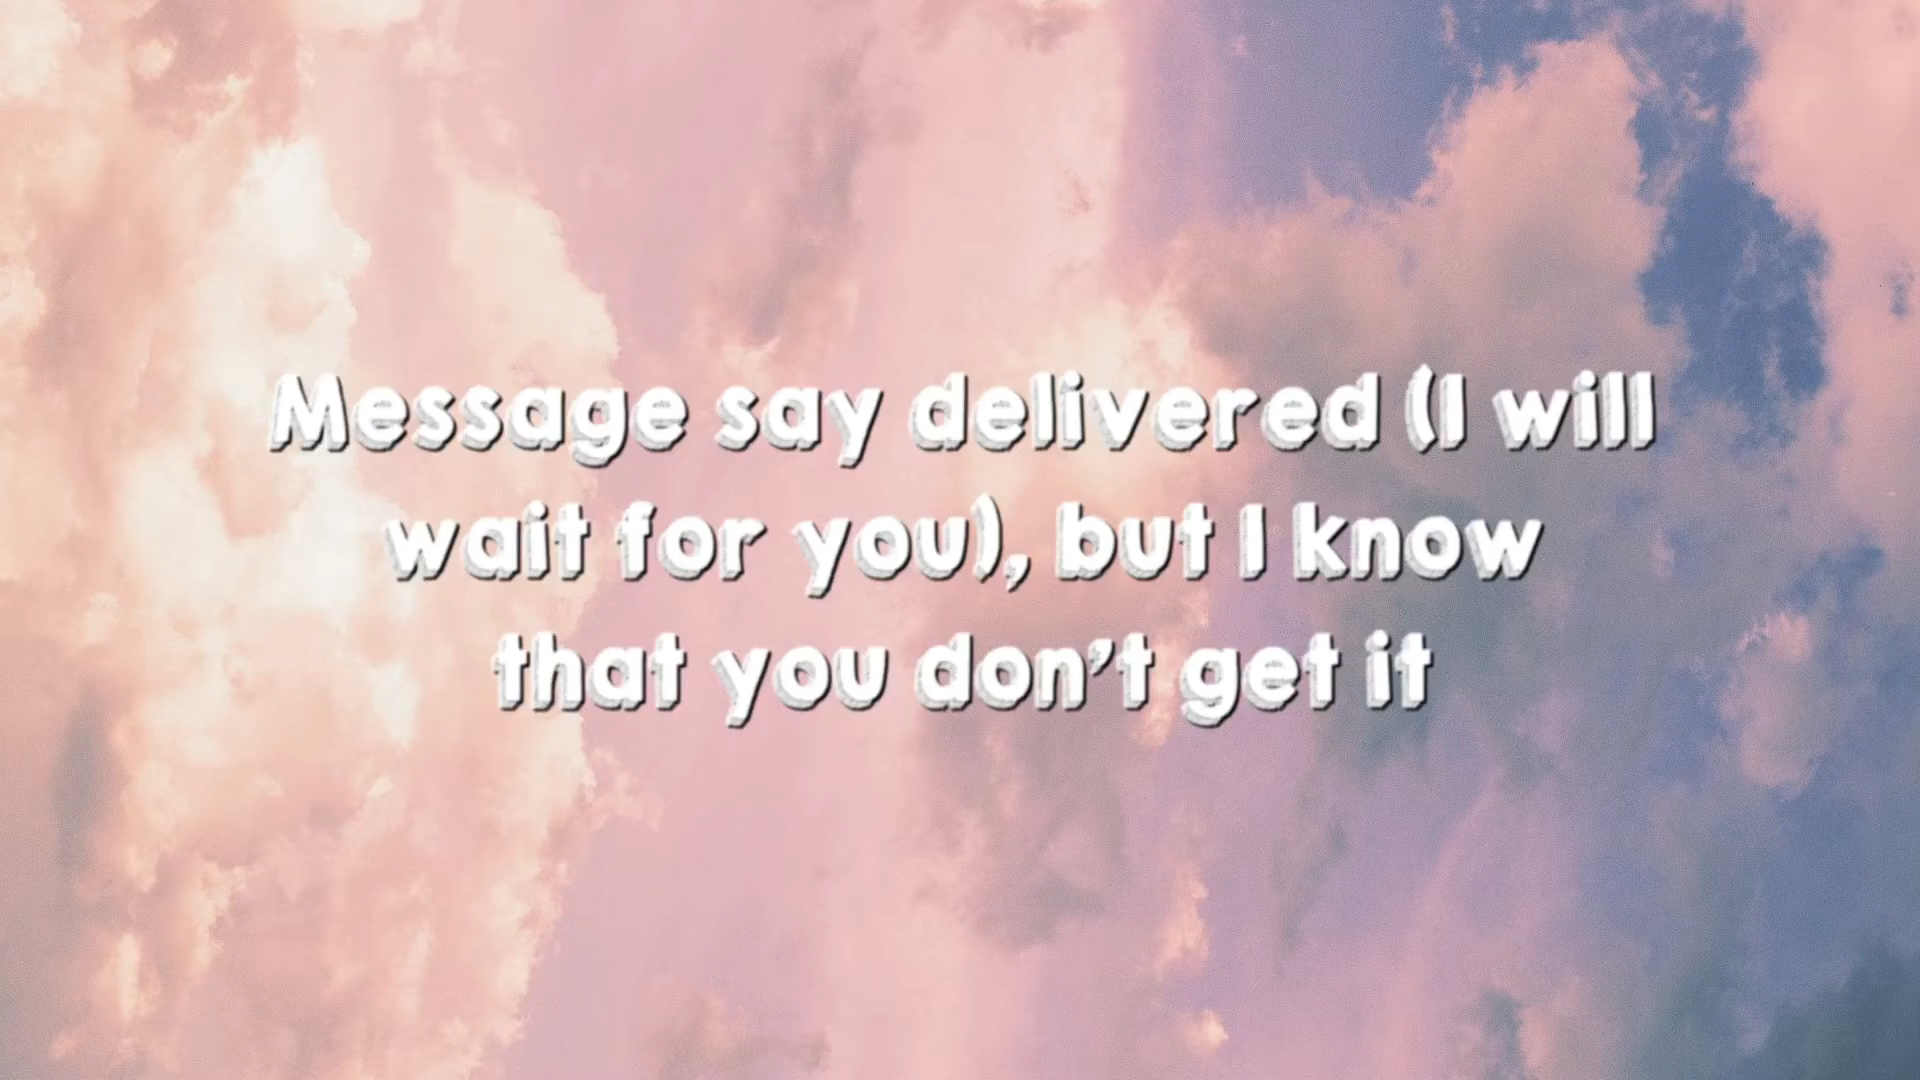 Message say delivered (I will
wait for you), but I know
that you don't get it